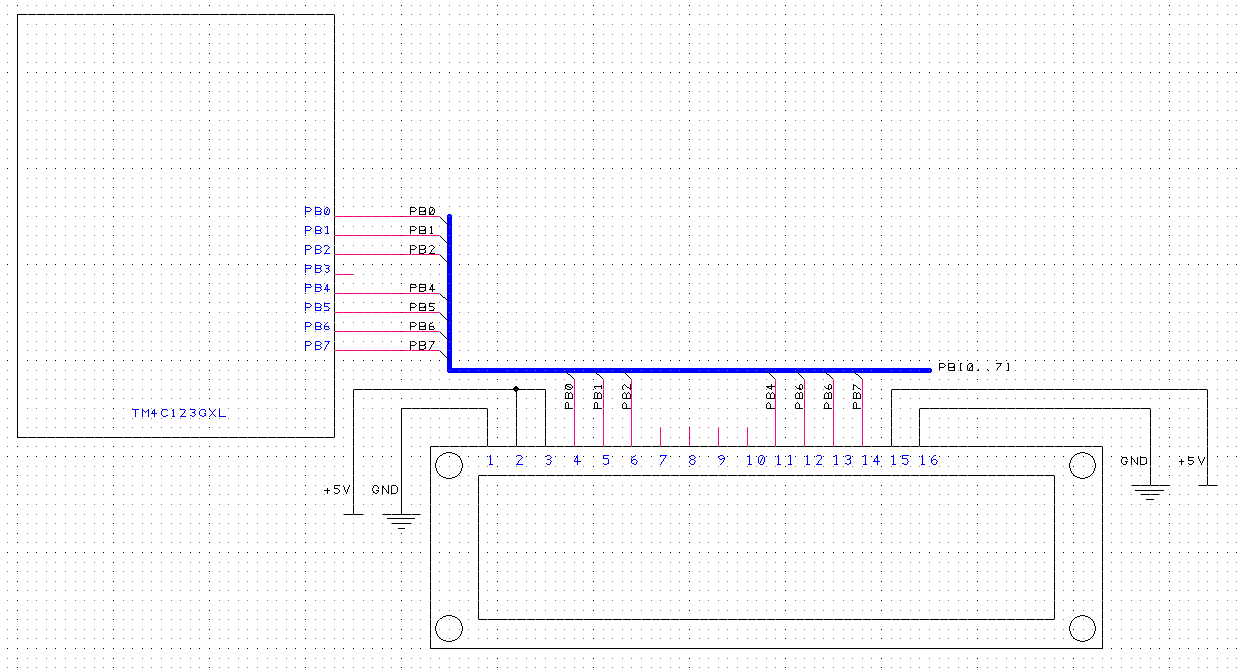 PB0 PB0
PB1 PB1
PB2 PB2
PB3
PB4 PB4
PB5 PB5
PB6 PB6
PB7 PB7
PB[0..7]
PB0 PB1 PB2 PB4 PB6 PB6 PB7
TM4C123GXL
1 2 3 4 5 6 7 8 9 10 11 12 13 14 15 16
GND +5V
+5V GND